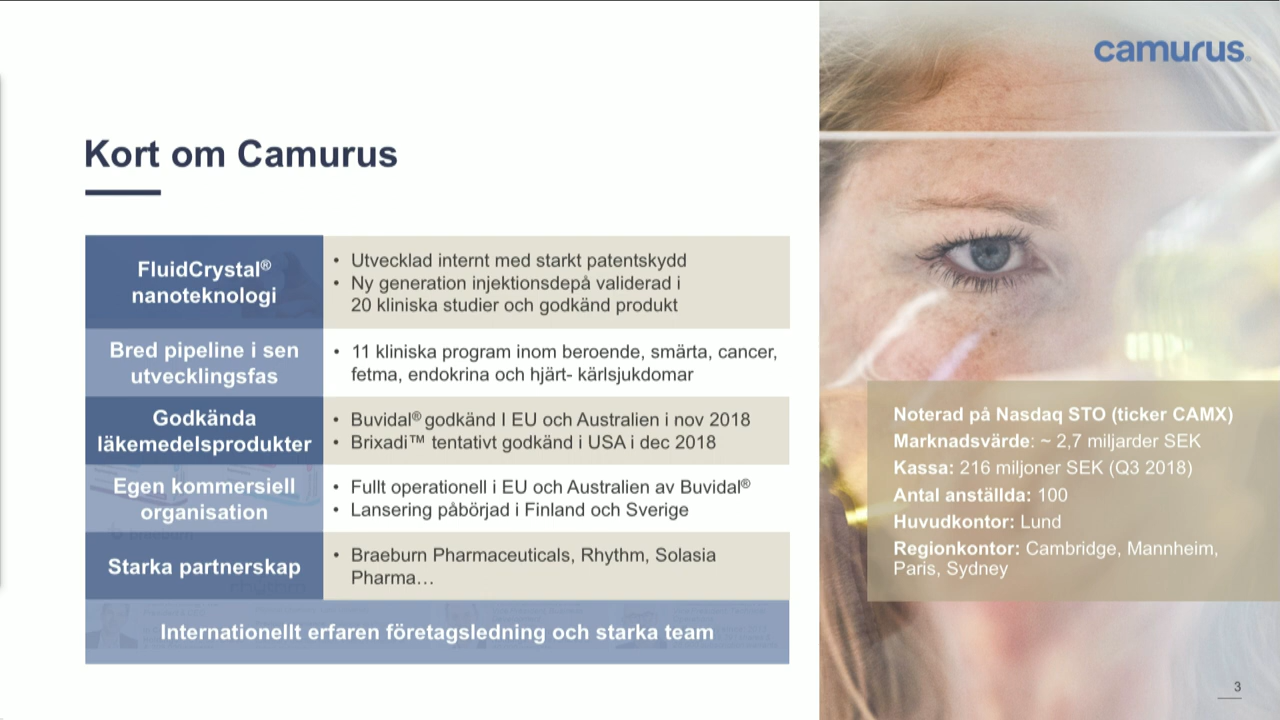 camurus®
Kort om Camurus
FluidCrystal®
nanoteknologi
• Utvecklad internt med starkt patentskydd
• Ny generation injektionsdepå validerad i
20 kliniska studier och godkänd produkt
Bred pipeline i sen
utvecklingsfas
• 11 kliniska program inom beroende, smärta, cancer,
fetma, endokrina och hjärt- kärlsjukdomar
Godkända
läkemedelsprodukter
• Buvidal® godkänd I EU och Australien i nov 2018
• Brixadi™ tentativt godkänd i USA i dec 2018
Egen kommersiell
organisation
• Fullt operationell i EU och Australien av Buvidal®
• Lansering påbörjad i Finland och Sverige
Starka partnerskap
• Braeburn Pharmaceuticals, Rhythm, Solasia
Pharma…
Internationellt erfaren företagsledning och starka team
Noterad på Nasdaq STO (ticker CAMX)
Marknadsvärde: ~ 2,7 miljarder SEK
Kassa: 216 miljoner SEK (Q3 2018)
Antal anställda: 100
Huvudkontor: Lund
Regionkontor: Cambridge, Mannheim,
Paris, Sydney
3